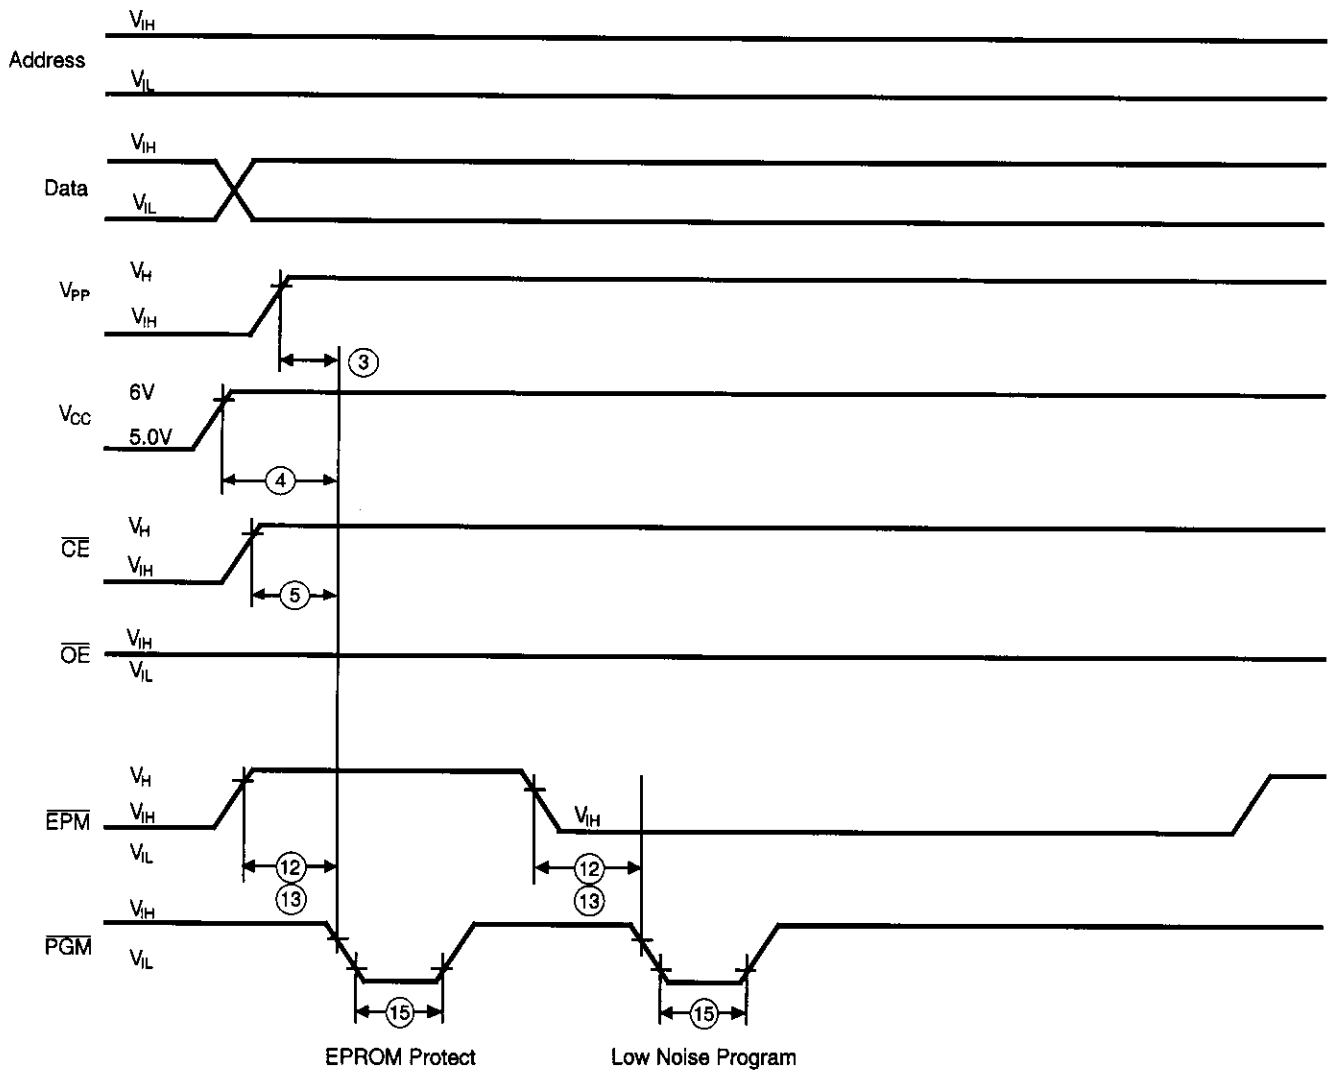 V_IH
Address
V_IL
V_IH
Data
V_IL
V_H
V_PP
V_IH
3
6V
V_CC
5.0V
4
V_H
CE
V_IH
5
V_IH
OE
V_IL
V_H
EPM
V_IH
V_IH
V_IL
12
12
13
13
V_IH
PGM
V_IL
15
15
EPROM Protect
Low Noise Program